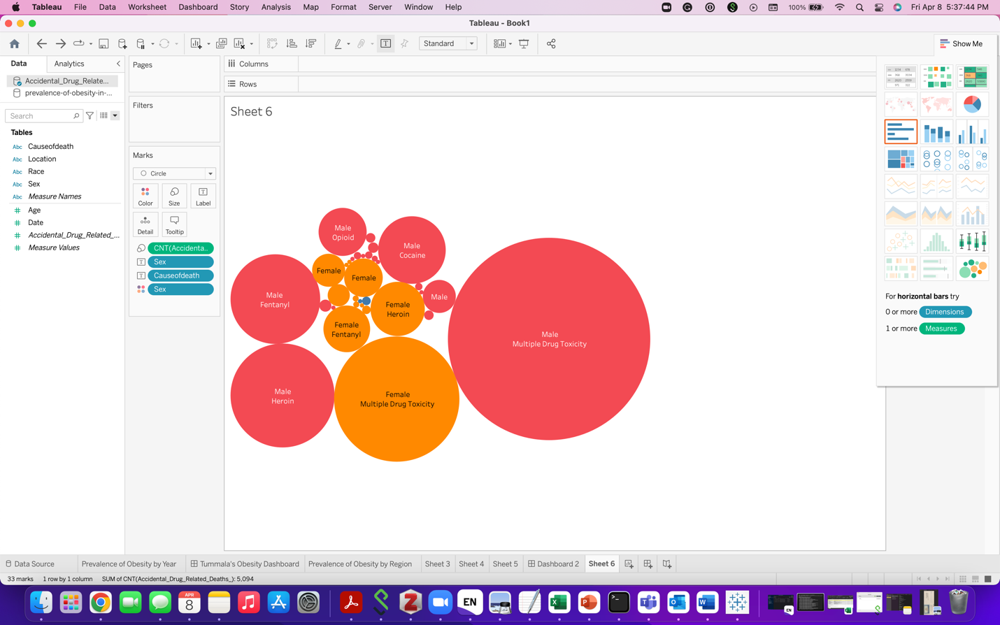 Tableau File Data Worksheet Dashboard Story Analysis Map Format Server Window Help 100% Fri Apr 8 5:37:44 PM
Tableau - Book1
Standard
Show Me
Data Analytics
Accidental_Drug_Relate...
prevalence-of-obesity-in-...
Search
Tables
Abc Causeofdeath
Abc Location
Abc Race
Abc Sex
Abc Measure Names
# Age
# Date
# Accidental_Drug_Related_...
# Measure Values
Pages
Filters
Marks
Circle
Color Size Label
Detail Tooltip
CNT(Accidenta..
Sex
Causeofdeath
Sex
Columns
Rows
Sheet 6
Male
Opioid
Male
Cocaine
Female
Female
Male
Fentanyl
Male
Female
Heroin
Female
Fentanyl
Male
Multiple Drug Toxicity
Male
Heroin
Female
Multiple Drug Toxicity
For horizontal bars try
0 or more Dimensions
1 or more Measures
Data Source Prevalence of Obesity by Year Tummala's Obesity Dashboard Prevalence of Obesity by Region Sheet 3 Sheet 4 Sheet 5 Dashboard 2 Sheet 6
33 marks 1 row by 1 column SUM of CNT(Accidental_Drug_Related_Deaths_): 5,094
APR
8
EN